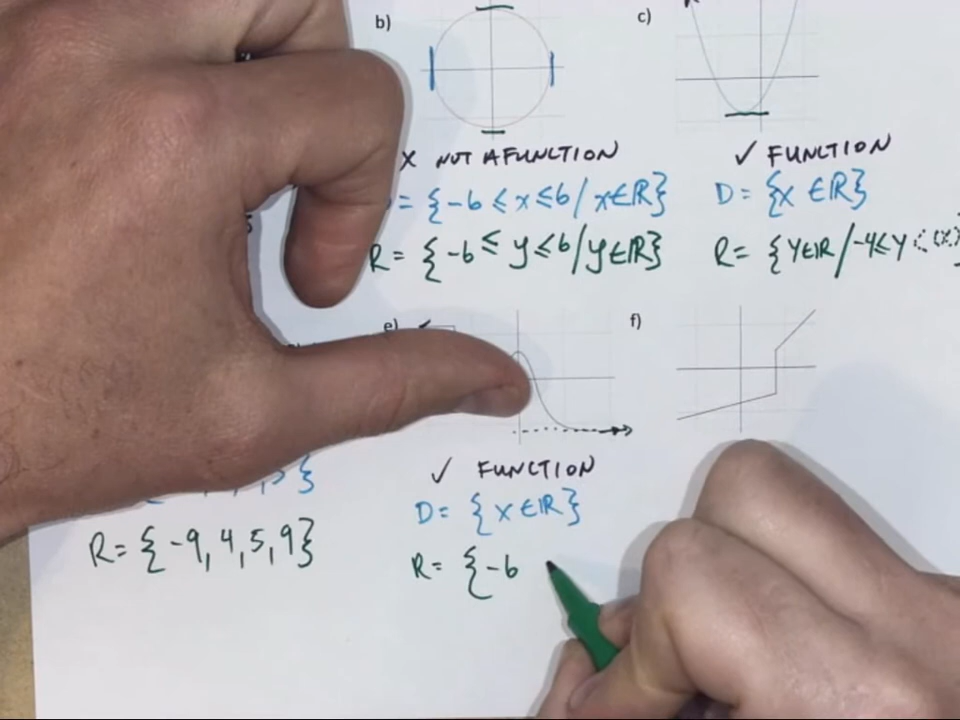 b)
c)
X NOT A FUNCTION
✓ FUNCTION
= {-6 ≤ x ≤ 6 / x ∈ ℝ}
D = {X ∈ ℝ}
R = {-6 ≤ y ≤ 6 / y ∈ ℝ}
R = {Y ∈ ℝ / -4 ≤ Y
e)
f)
✓ FUNCTION
D = {X ∈ ℝ}
R = {-9, 4, 5, 9}
R = {-6